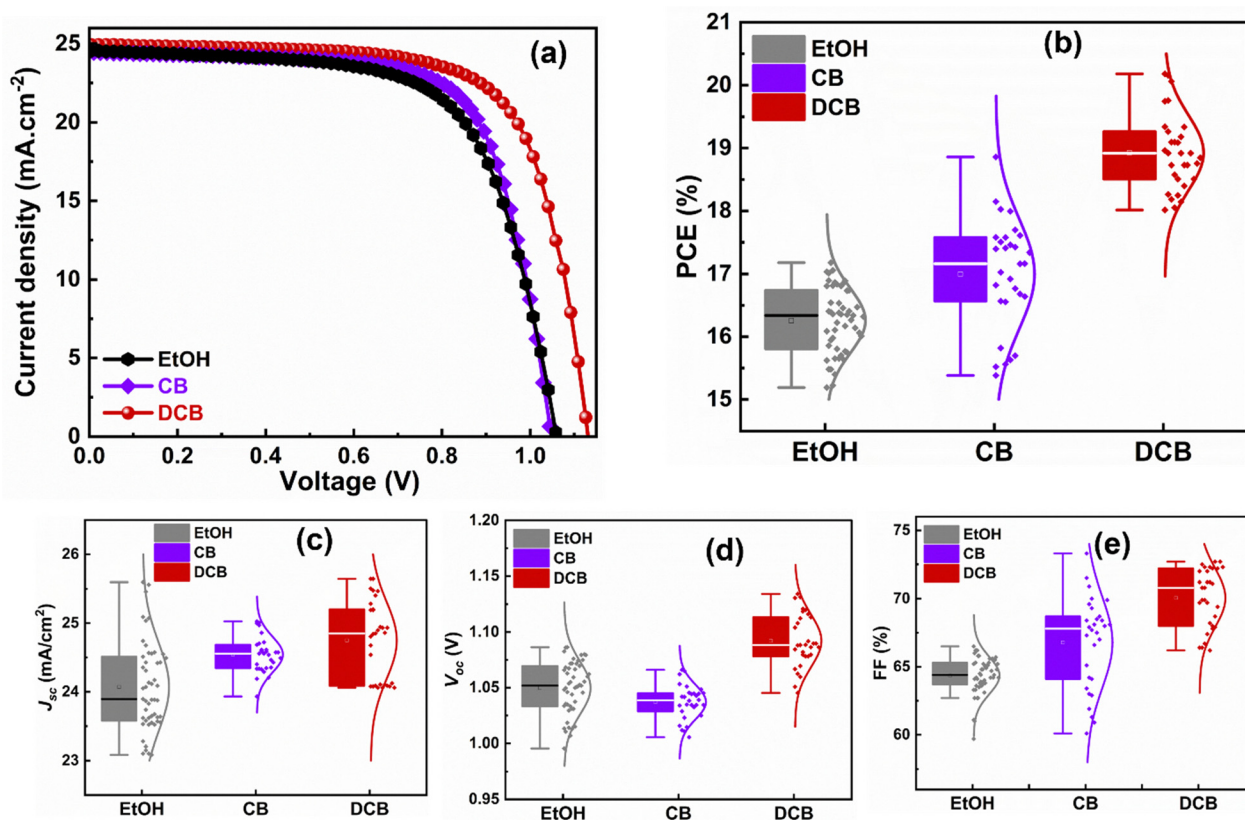 (a)
Current density (mA.cm-2)
25
20
15
10
5
0
EtOH
CB
DCB
0.0 0.2 0.4 0.6 0.8 1.0
Voltage (V)
(b)
EtOH
CB
DCB
PCE (%)
21
20
19
18
17
16
15
EtOH CB DCB
(c)
EtOH
CB
DCB
Jsc (mA/cm2)
26
25
24
23
EtOH CB DCB
(d)
EtOH
CB
DCB
Voc (V)
1.20
1.15
1.10
1.05
1.00
0.95
EtOH CB DCB
(e)
EtOH
CB
DCB
FF (%)
75
70
65
60
EtOH CB DCB